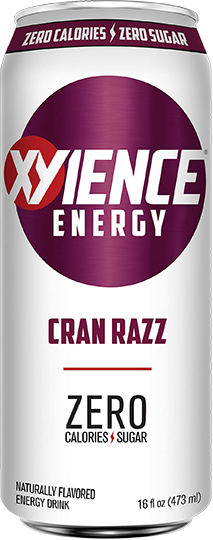 ZERO CALORIES ZERO SUGAR
XYIENCE
ENERGY
CRAN RAZZ
ZERO
CALORIES SUGAR
NATURALLY FLAVORED
ENERGY DRINK
16 fl oz (473 ml)